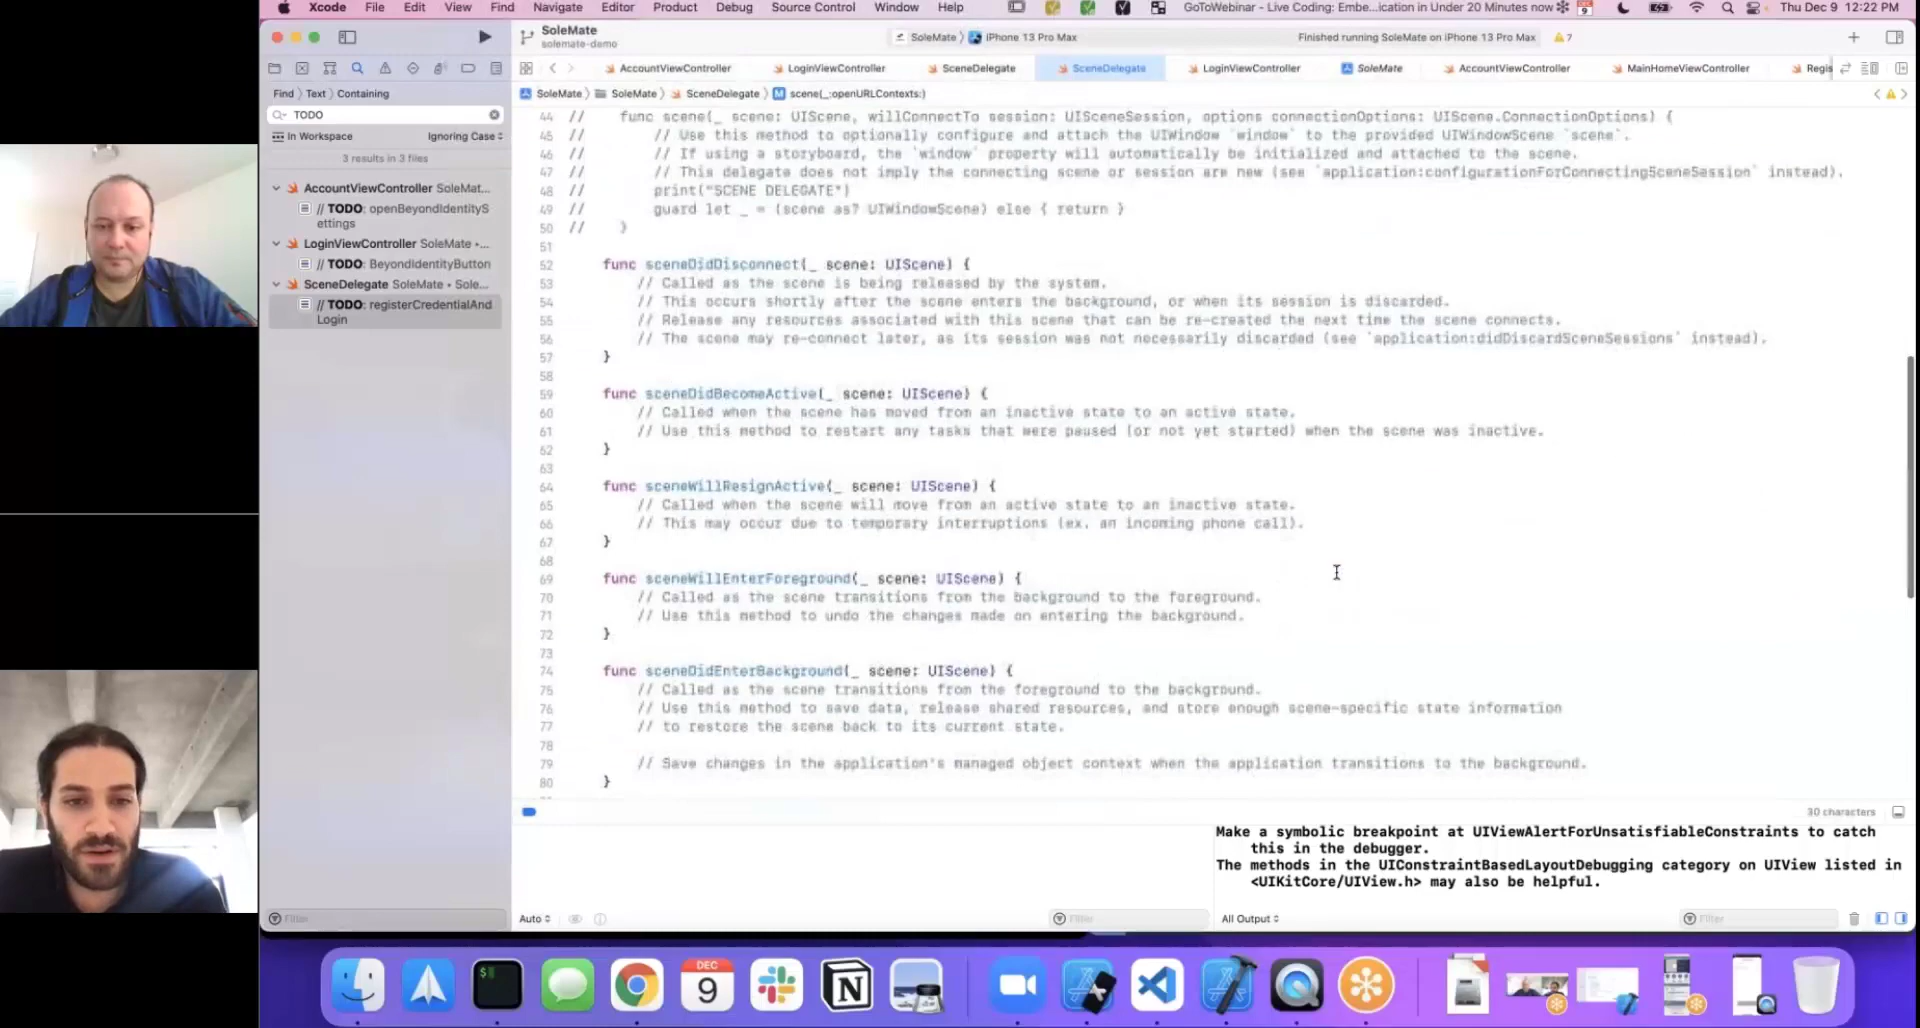 Xcode File Edit View Find Navigate Editor Product Debug Source Control Window Help GoToWebinar - Live Coding: Embe...ication in Under 20 Minutes now Thu Dec 9 12:22 PM
SoleMate
solemate-demo
SoleMate iPhone 13 Pro Max
Finished running SoleMate on iPhone 13 Pro Max 7
AccountViewController LoginViewController SceneDelegate SceneDelegate LoginViewController SoleMate AccountViewController MainHomeViewController Regis
Find Text Containing
SoleMate SoleMate SceneDelegate M scene(_:openURLContexts:)
TODO
In Workspace Ignoring Case
3 results in 3 files
AccountViewController SoleMat...
// TODO: openBeyondIdentityS
ettings
LoginViewController SoleMate •...
// TODO: BeyondIdentityButton
SceneDelegate SoleMate • Sole...
// TODO: registerCredentialAnd
Login
44 // func scene(_ scene: UIScene, willConnectTo session: UISceneSession, options connectionOptions: UIScene.ConnectionOptions) {
45 // // Use this method to optionally configure and attach the UIWindow `window` to the provided UIWindowScene `scene`.
46 // // If using a storyboard, the `window` property will automatically be initialized and attached to the scene.
47 // // This delegate does not imply the connecting scene or session are new (see `application:configurationForConnectingSceneSession` instead).
48 // print("SCENE DELEGATE")
49 // guard let _ = (scene as? UIWindowScene) else { return }
50 // }
51
52 func sceneDidDisconnect(_ scene: UIScene) {
53 // Called as the scene is being released by the system.
54 // This occurs shortly after the scene enters the background, or when its session is discarded.
55 // Release any resources associated with this scene that can be re-created the next time the scene connects.
56 // The scene may re-connect later, as its session was not necessarily discarded (see `application:didDiscardSceneSessions` instead).
57 }
58
59 func sceneDidBecomeActive(_ scene: UIScene) {
60 // Called when the scene has moved from an inactive state to an active state.
61 // Use this method to restart any tasks that were paused (or not yet started) when the scene was inactive.
62 }
63
64 func sceneWillResignActive(_ scene: UIScene) {
65 // Called when the scene will move from an active state to an inactive state.
66 // This may occur due to temporary interruptions (ex. an incoming phone call).
67 }
68
69 func sceneWillEnterForeground(_ scene: UIScene) {
70 // Called as the scene transitions from the background to the foreground.
71 // Use this method to undo the changes made on entering the background.
72 }
73
74 func sceneDidEnterBackground(_ scene: UIScene) {
75 // Called as the scene transitions from the foreground to the background.
76 // Use this method to save data, release shared resources, and store enough scene-specific state information
77 // to restore the scene back to its current state.
78
79 // Save changes in the application's managed object context when the application transitions to the background.
80 }
30 characters
Make a symbolic breakpoint at UIViewAlertForUnsatisfiableConstraints to catch
this in the debugger.
The methods in the UIConstraintBasedLayoutDebugging category on UIView listed in
<UIKitCore/UIView.h> may also be helpful.
Filter Auto Filter All Output Filter
DEC
9